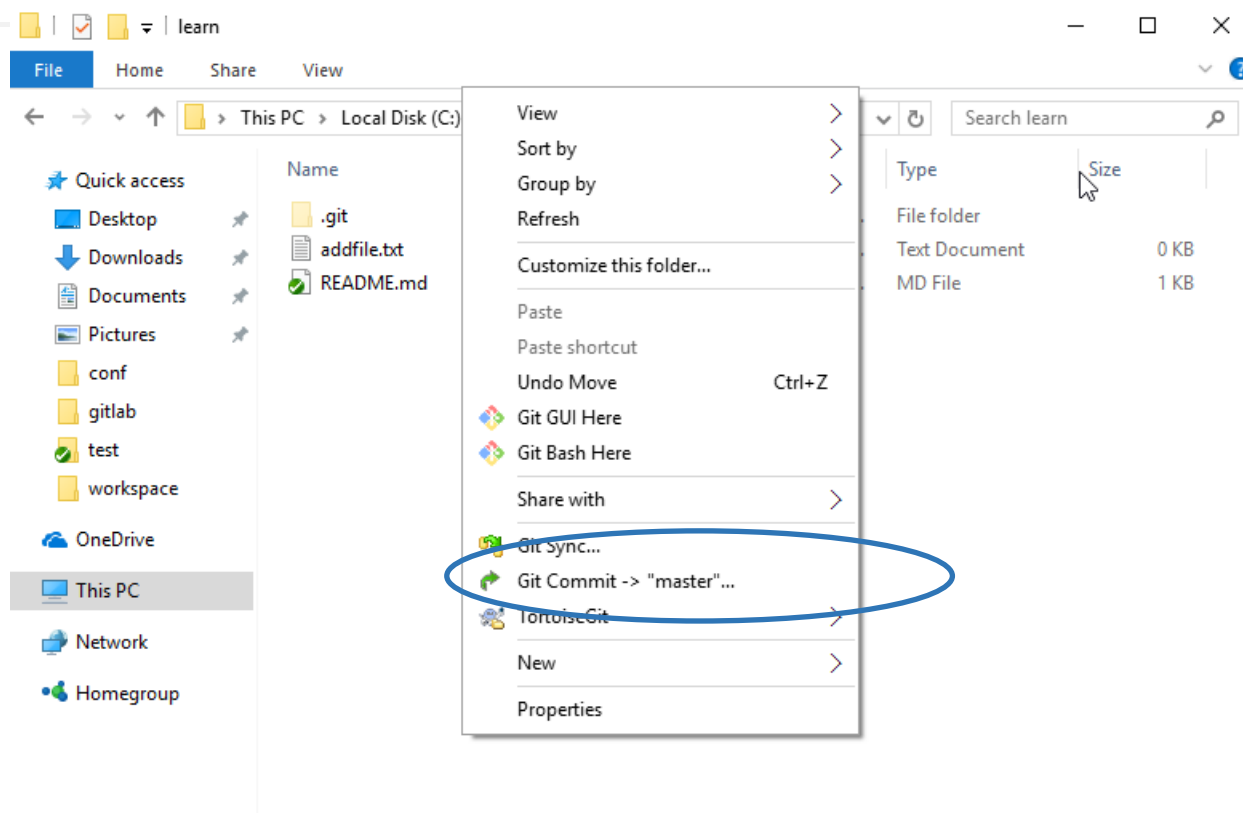 learn
File Home Share View
This PC Local Disk (C:)
Search learn
Quick access
Desktop
Downloads
Documents
Pictures
conf
gitlab
test
workspace
OneDrive
This PC
Network
Homegroup
Name Type Size
.git File folder
addfile.txt Text Document 0 KB
README.md MD File 1 KB
View
Sort by
Group by
Refresh
Customize this folder...
Paste
Paste shortcut
Undo Move Ctrl+Z
Git GUI Here
Git Bash Here
Share with
Git Sync...
Git Commit -> "master"...
TortoiseGit
New
Properties